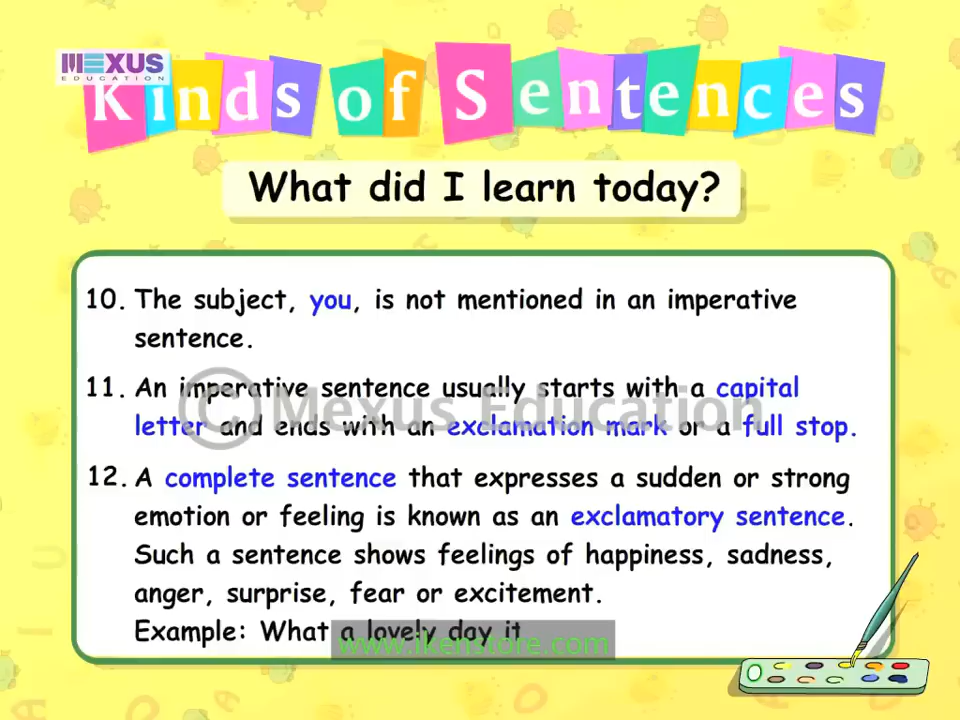 MEXUS
EDUCATION
Kinds of Sentences
What did I learn today?
10. The subject, you, is not mentioned in an imperative
sentence.
11. An imperative sentence usually starts with a capital
letter and ends with an exclamation mark or a full stop.
© Mexus Education
12. A complete sentence that expresses a sudden or strong
emotion or feeling is known as an exclamatory sentence.
Such a sentence shows feelings of happiness, sadness,
anger, surprise, fear or excitement.
Example: What a lovely day it
www.ikenstore.com